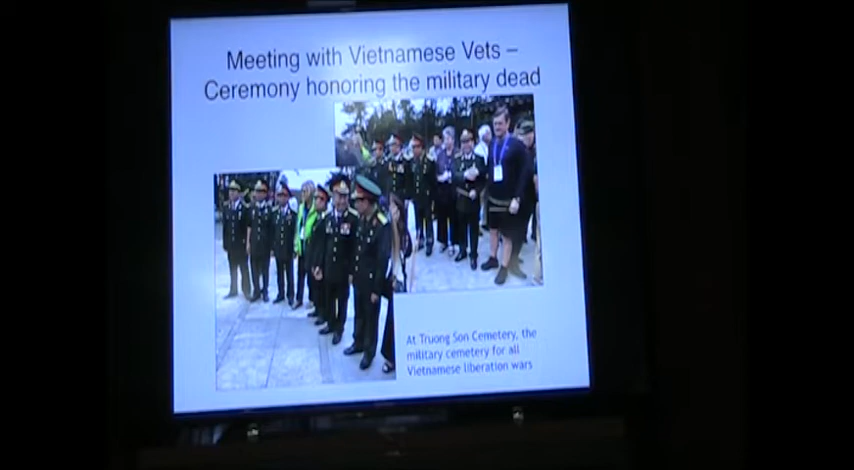 Meeting with Vietnamese Vets –
Ceremony honoring the military dead
At Truong Son Cemetery, the
military cemetery for all
Vietnamese liberation wars